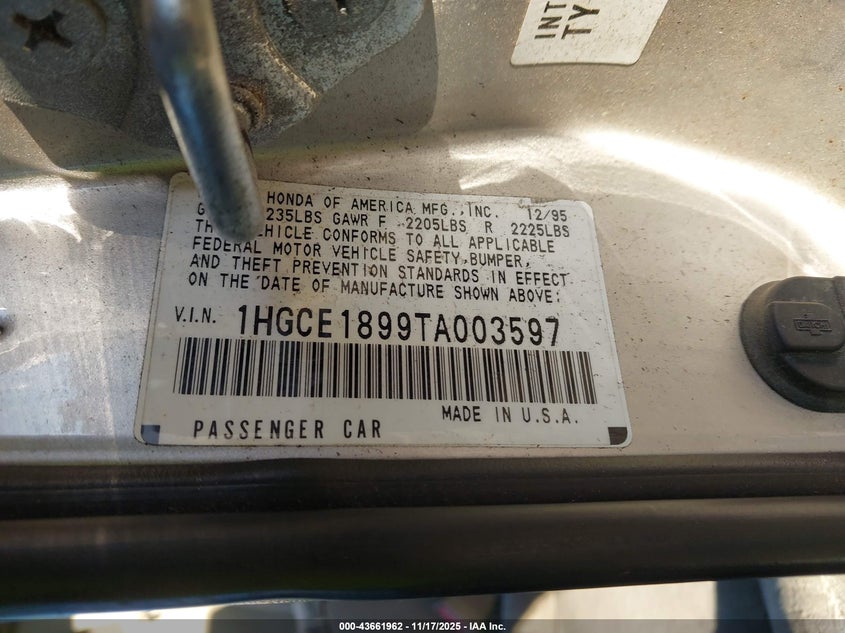 INT
TY
HONDA OF AMERICA MFG.,INC. 12/95
G 235LBS GAWR F 2205LBS R 2225LBS
VEHICLE CONFORMS TO ALL APPLICABLE
FEDERAL MOTOR VEHICLE SAFETY,BUMPER,
AND THEFT PREVENTION STANDARDS IN EFFECT
ON THE DATE OF MANUFACTURE SHOWN ABOVE:
V.I.N. 1HGCE1899TA003597
MADE IN U.S.A.
PASSENGER CAR
000-43661962 - 11/17/2025 - IAA Inc.